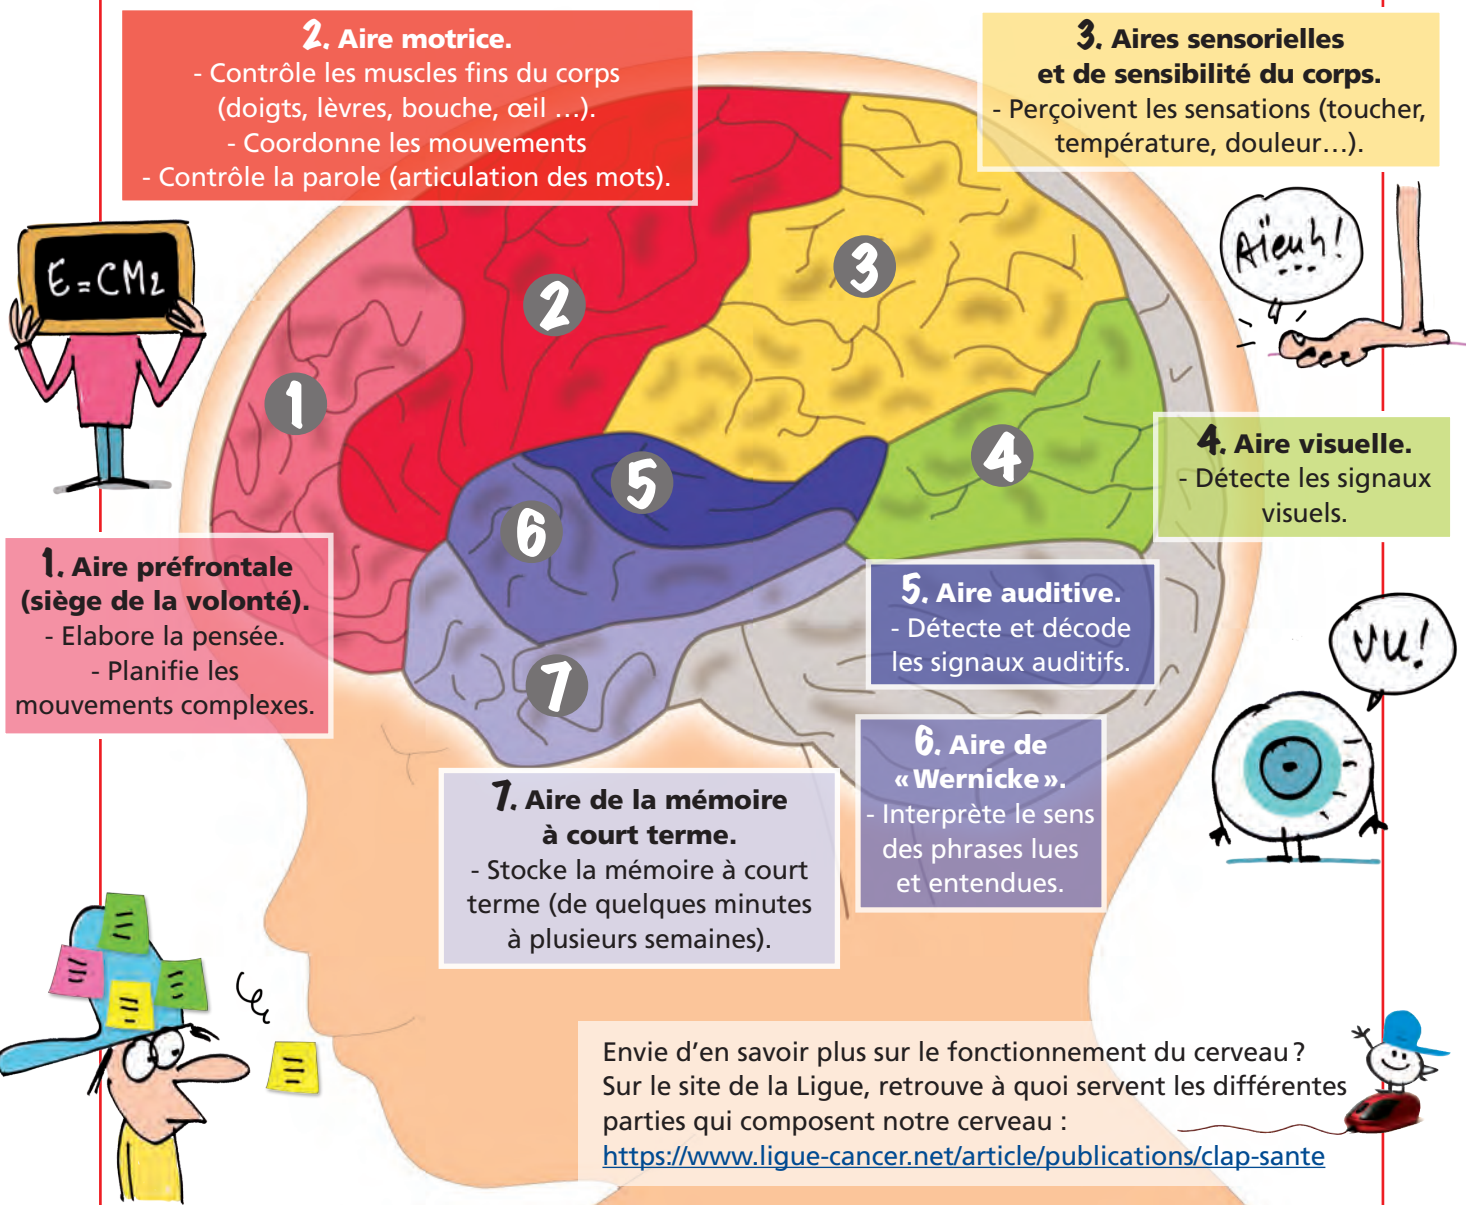 2. Aire motrice.
- Contrôle les muscles fins du corps
(doigts, lèvres, bouche, œil ...).
- Coordonne les mouvements
- Contrôle la parole (articulation des mots).
3. Aires sensorielles
et de sensibilité du corps.
- Perçoivent les sensations (toucher,
température, douleur...).
E=CM2
Aïeuh!
1
2
3
4
5
6
7
4. Aire visuelle.
- Détecte les signaux
visuels.
1. Aire préfrontale
(siège de la volonté).
- Elabore la pensée.
- Planifie les
mouvements complexes.
5. Aire auditive.
- Détecte et décode
les signaux auditifs.
VU!
6. Aire de
« Wernicke ».
- Interprète le sens
des phrases lues
et entendues.
7. Aire de la mémoire
à court terme.
- Stocke la mémoire à court
terme (de quelques minutes
à plusieurs semaines).
Envie d'en savoir plus sur le fonctionnement du cerveau ?
Sur le site de la Ligue, retrouve à quoi servent les différentes
parties qui composent notre cerveau :
https://www.ligue-cancer.net/article/publications/clap-sante